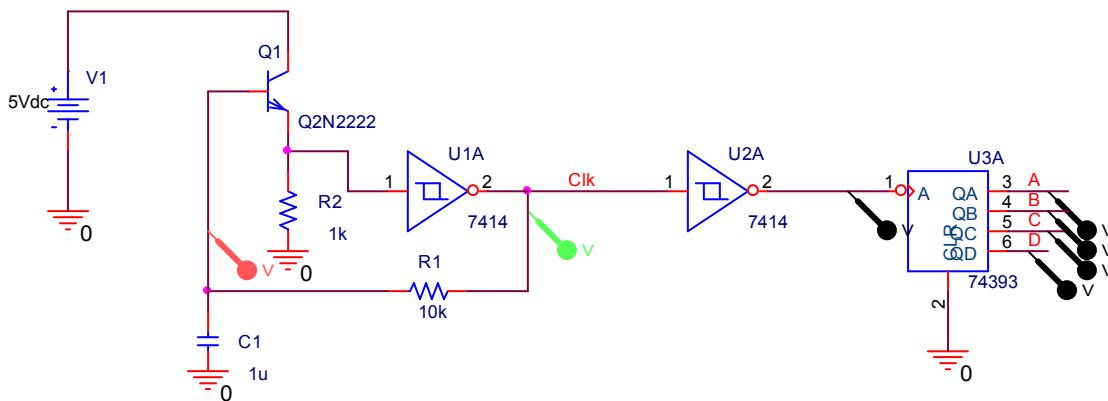 Q1
V1
+
5Vdc
-
Q2N2222
0
U1A
1
2
7414
Clk
U2A
1
2
7414
U3A
1
A
QA
3
A
QB
4
B
QC
5
C
QD
6
D
CLR
2
74393
0
R2
1k
0
V
V
V
V
V
V
V
R1
10k
C1
1u
0